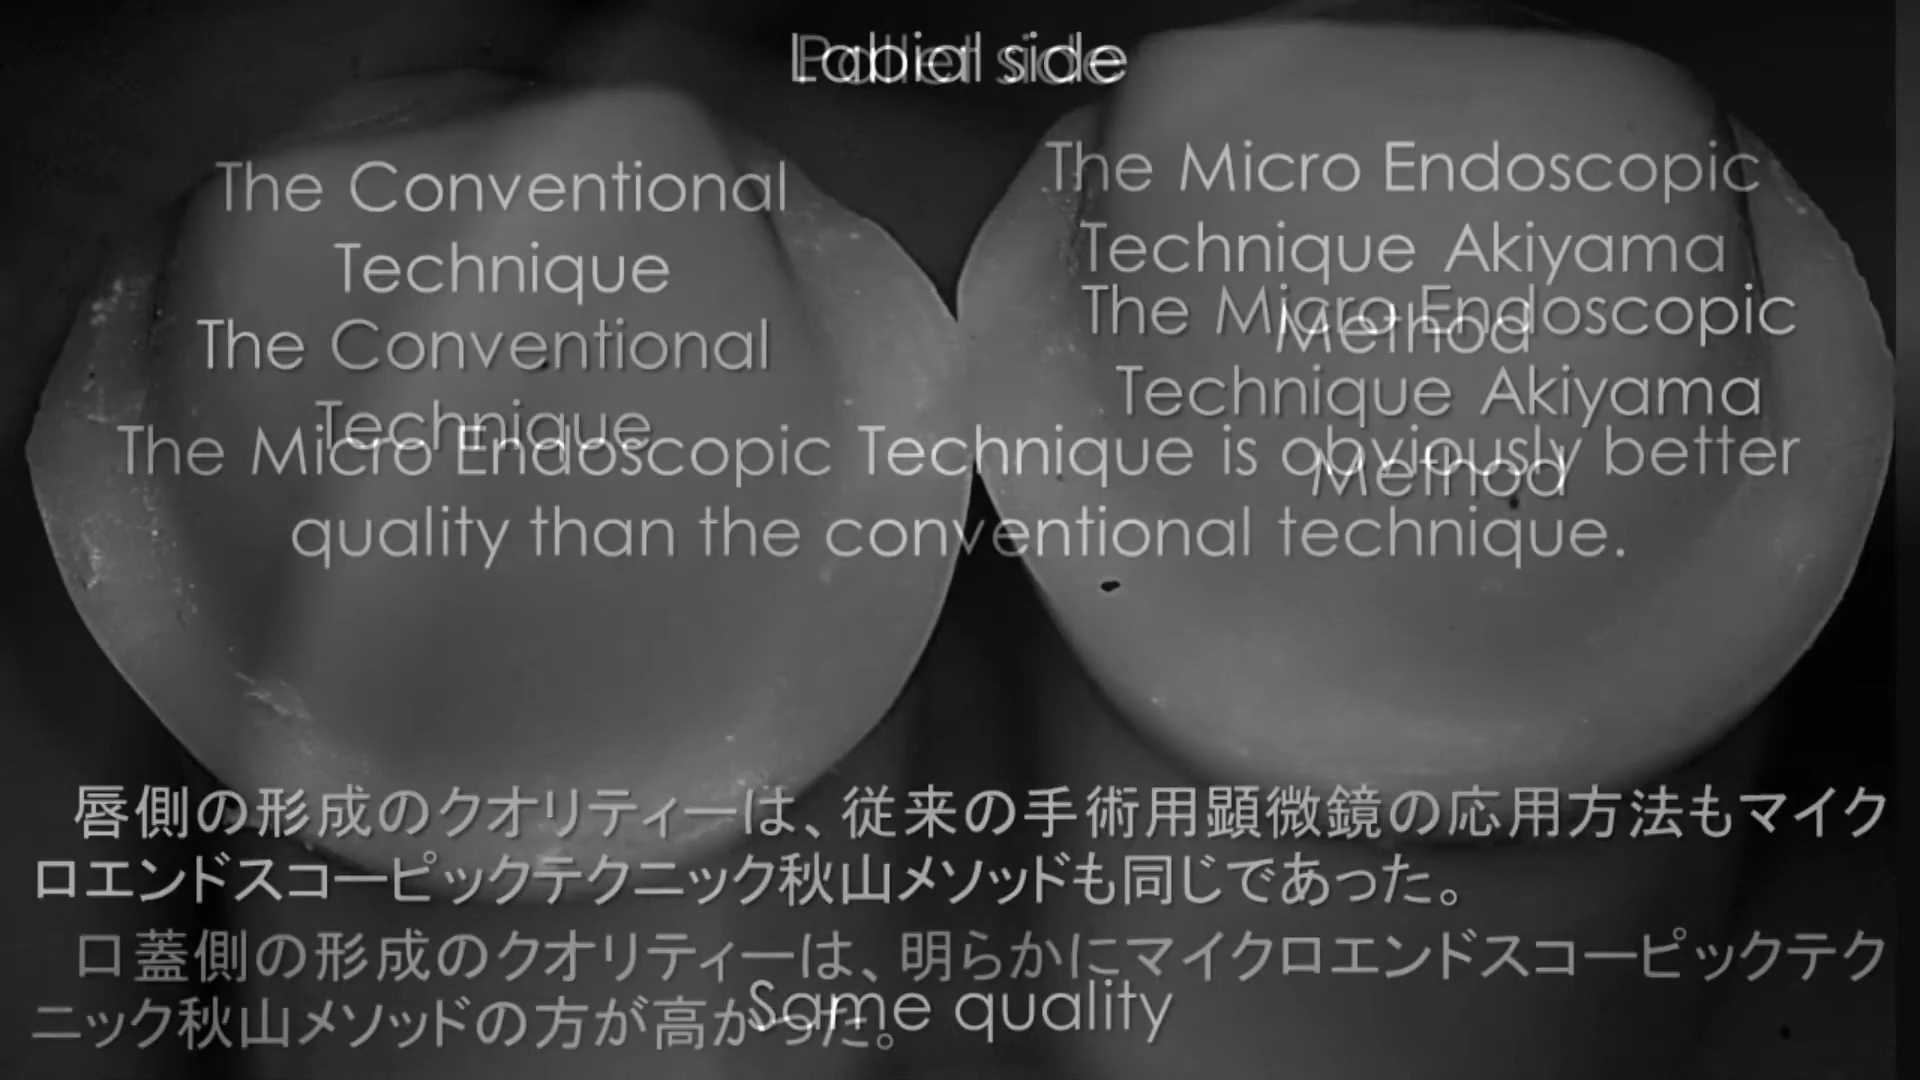 Labial side
Pallet side
The Conventional
Technique
The Micro Endoscopic
Technique Akiyama
Method
The Conventional
Technique
The Micro Endoscopic
Technique Akiyama
Method
The Micro Endoscopic Technique is obviously better
quality than the conventional technique.
唇側の形成のクオリティーは、従来の手術用顕微鏡の応用方法もマイク
ロエンドスコーピックテクニック秋山メソッドも同じであった。
口蓋側の形成のクオリティーは、明らかにマイクロエンドスコーピックテク
ニック秋山メソッドの方が高かった。
Same quality